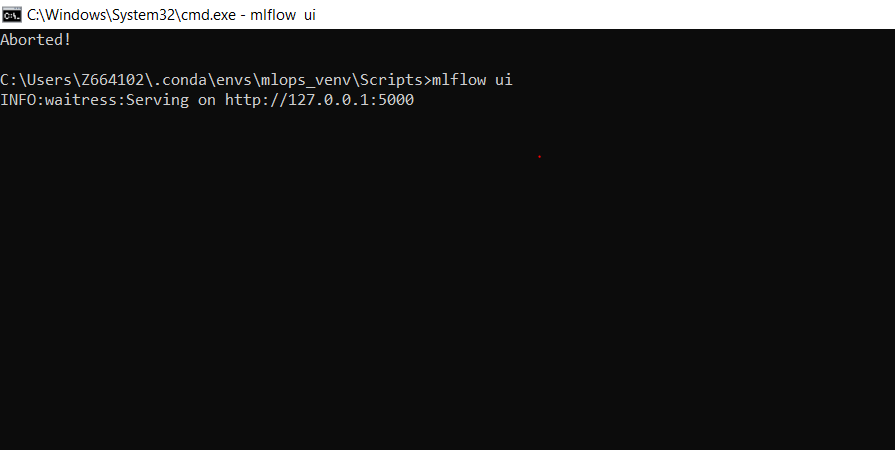 C:\Windows\System32\cmd.exe - mlflow  ui
Aborted!
C:\Users\Z664102\.conda\envs\mlops_venv\Scripts>mlflow ui
INFO:waitress:Serving on http://127.0.0.1:5000